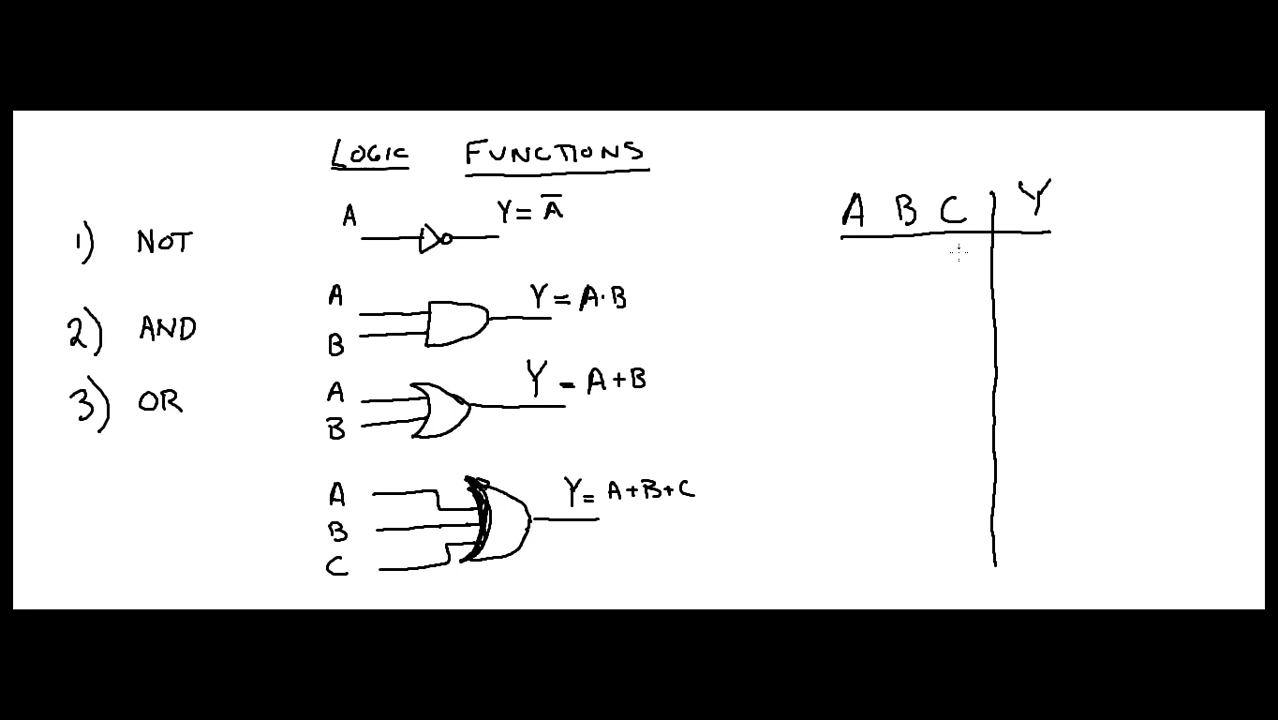 LOGIC FUNCTIONS
1) NOT
A
Y = A̅
2) AND
A
B
Y = A·B
3) OR
A
B
Y = A+B
A
B
C
Y = A+B+C
A B C Y